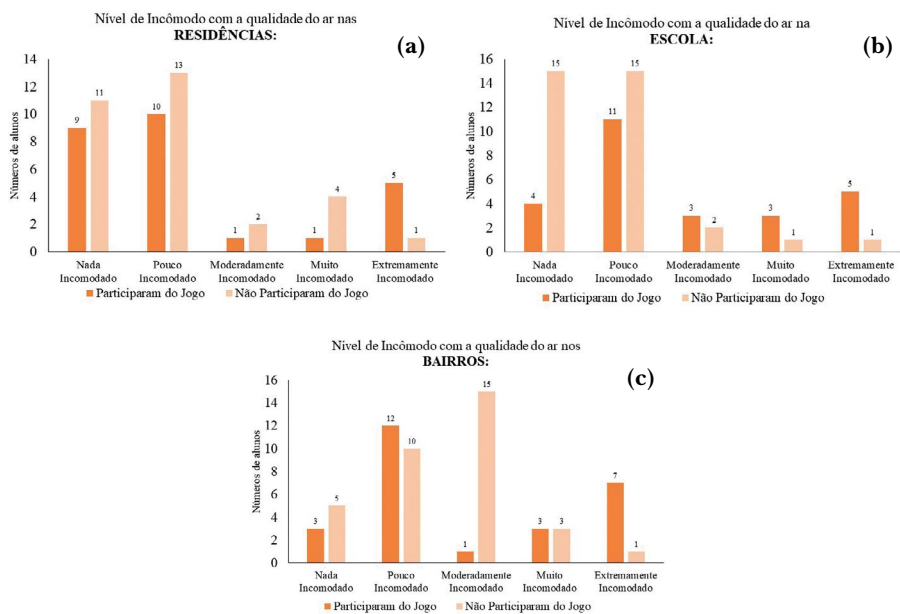 Nível de Incômodo com a qualidade do ar nas
RESIDÊNCIAS:
(a)
Números de alunos
14
12
10
8
6
4
2
0
9
11
10
13
1
2
1
4
5
1
Nada Incomodado
Pouco Incomodado
Moderadamente Incomodado
Muito Incomodado
Extremamente Incomodado
Participaram do Jogo
Não Participaram do Jogo
Nível de Incômodo com a qualidade do ar na
ESCOLA:
(b)
Números de alunos
16
14
12
10
8
6
4
2
0
4
15
11
15
3
2
3
1
5
1
Nada Incomodado
Pouco Incomodado
Moderadamente Incomodado
Muito Incomodado
Extremamente Incomodado
Participaram do Jogo
Não Participaram do Jogo
Nível de Incômodo com a qualidade do ar nos
BAIRROS:
(c)
Números de alunos
16
14
12
10
8
6
4
2
0
3
5
12
10
1
15
3
3
7
1
Nada Incomodado
Pouco Incomodado
Moderadamente Incomodado
Muito Incomodado
Extremamente Incomodado
Participaram do Jogo
Não Participaram do Jogo